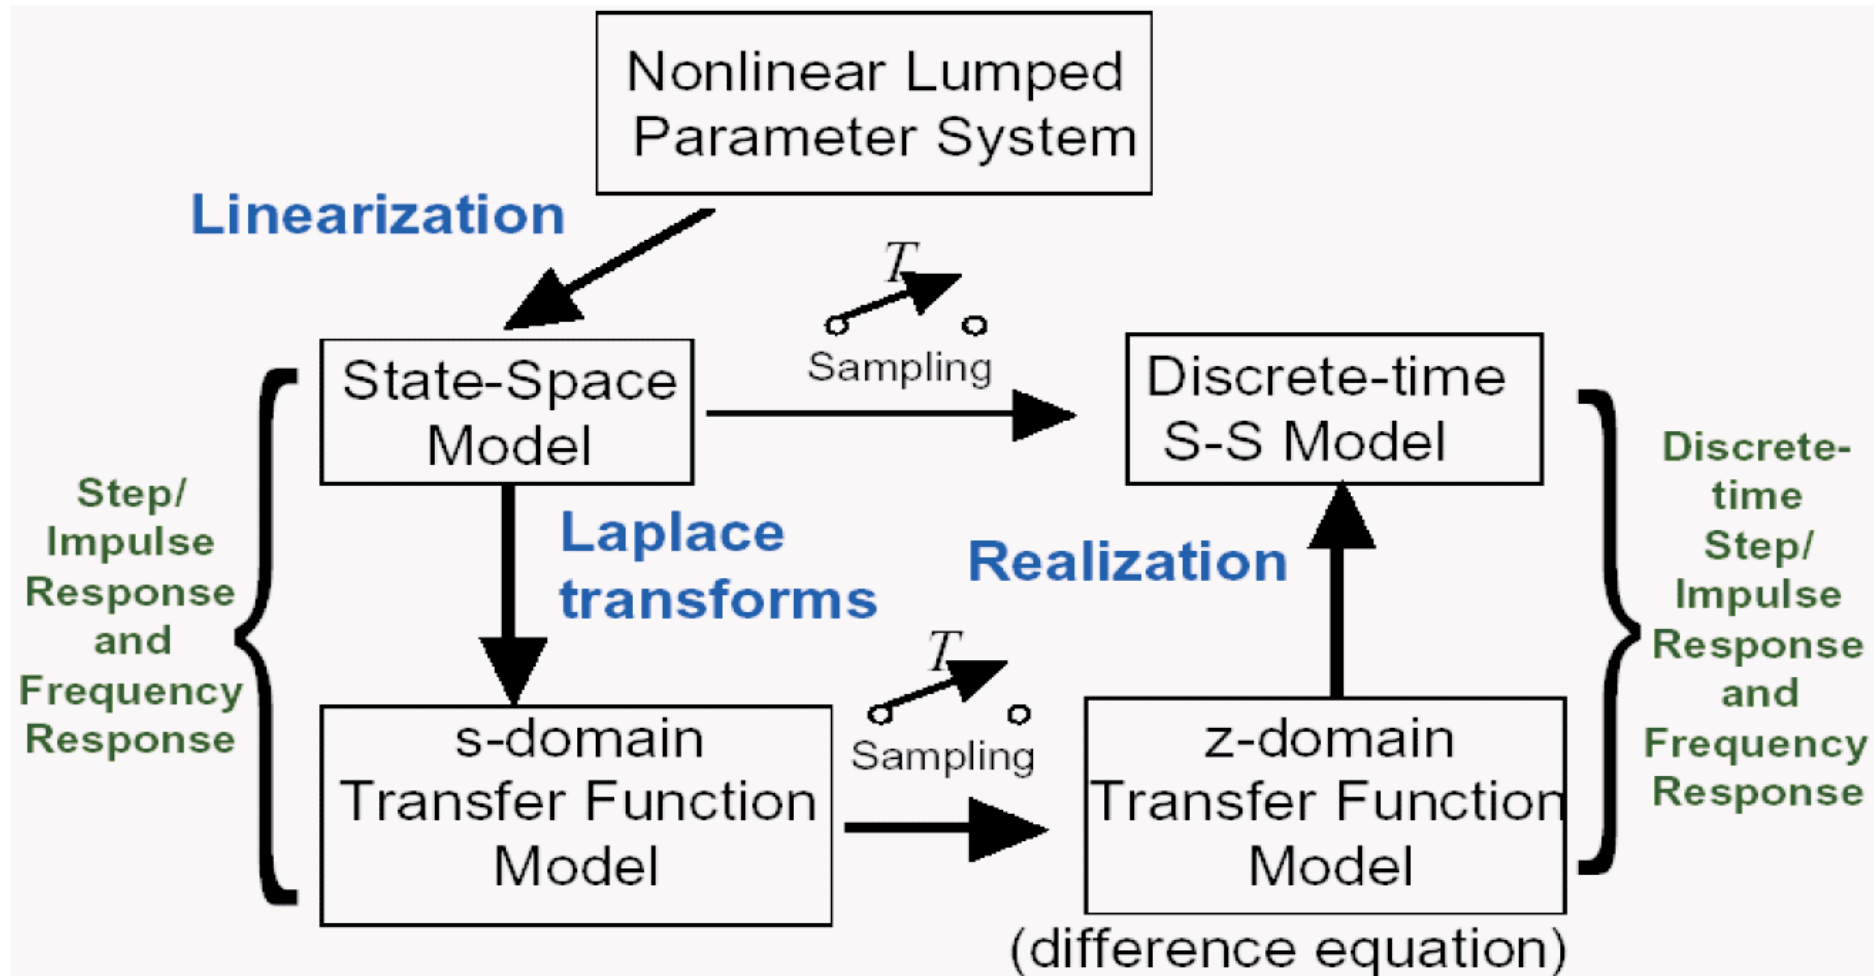 Nonlinear Lumped
Parameter System
Linearization
T
Sampling
State-Space
Model
Discrete-time
S-S Model
Step/
Impulse
Response
and
Frequency
Response
Laplace
transforms
Realization
Discrete-
time
Step/
Impulse
Response
and
Frequency
Response
T
Sampling
s-domain
Transfer Function
Model
z-domain
Transfer Function
Model
(difference equation)